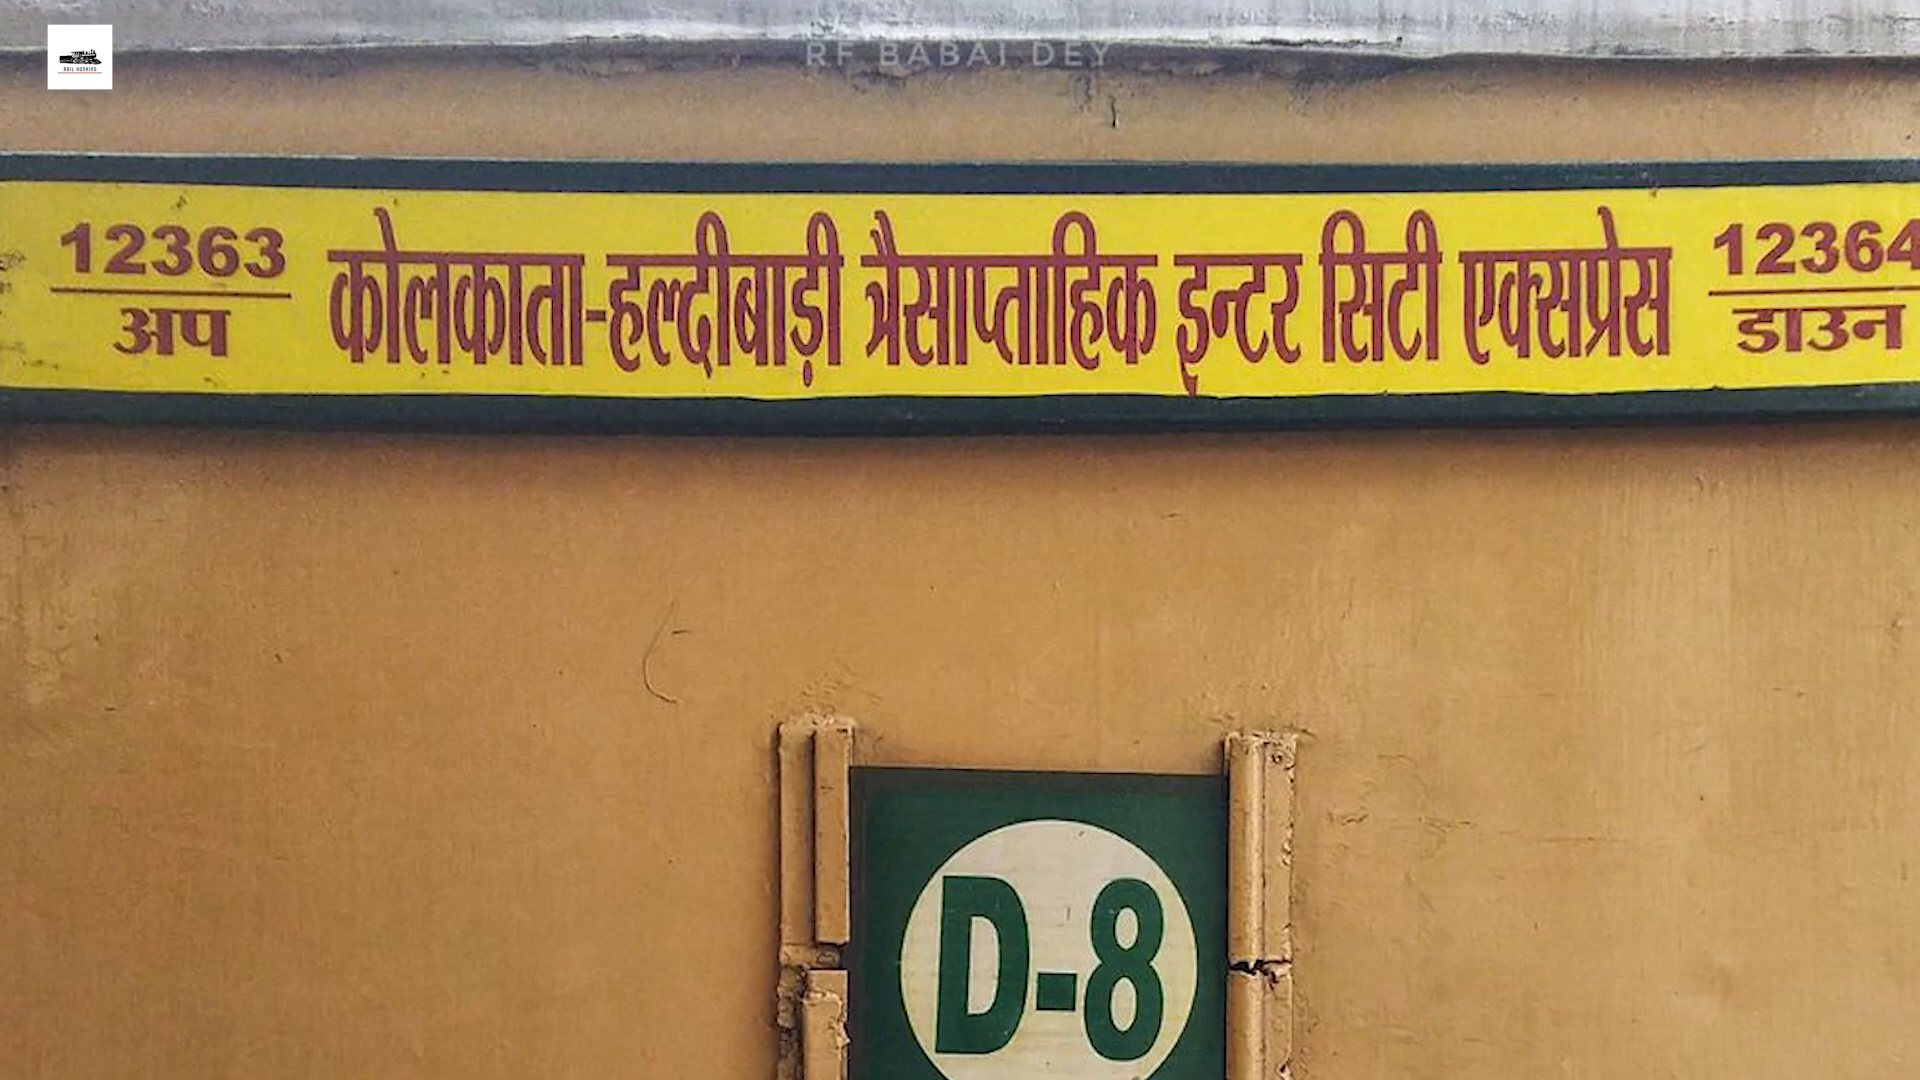 RF BABAI DEY
12363
अप
कोलकाता-हल्दीबाड़ी त्रैसाप्ताहिक इन्टर सिटी एक्सप्रेस
12364
डाउन
D-8